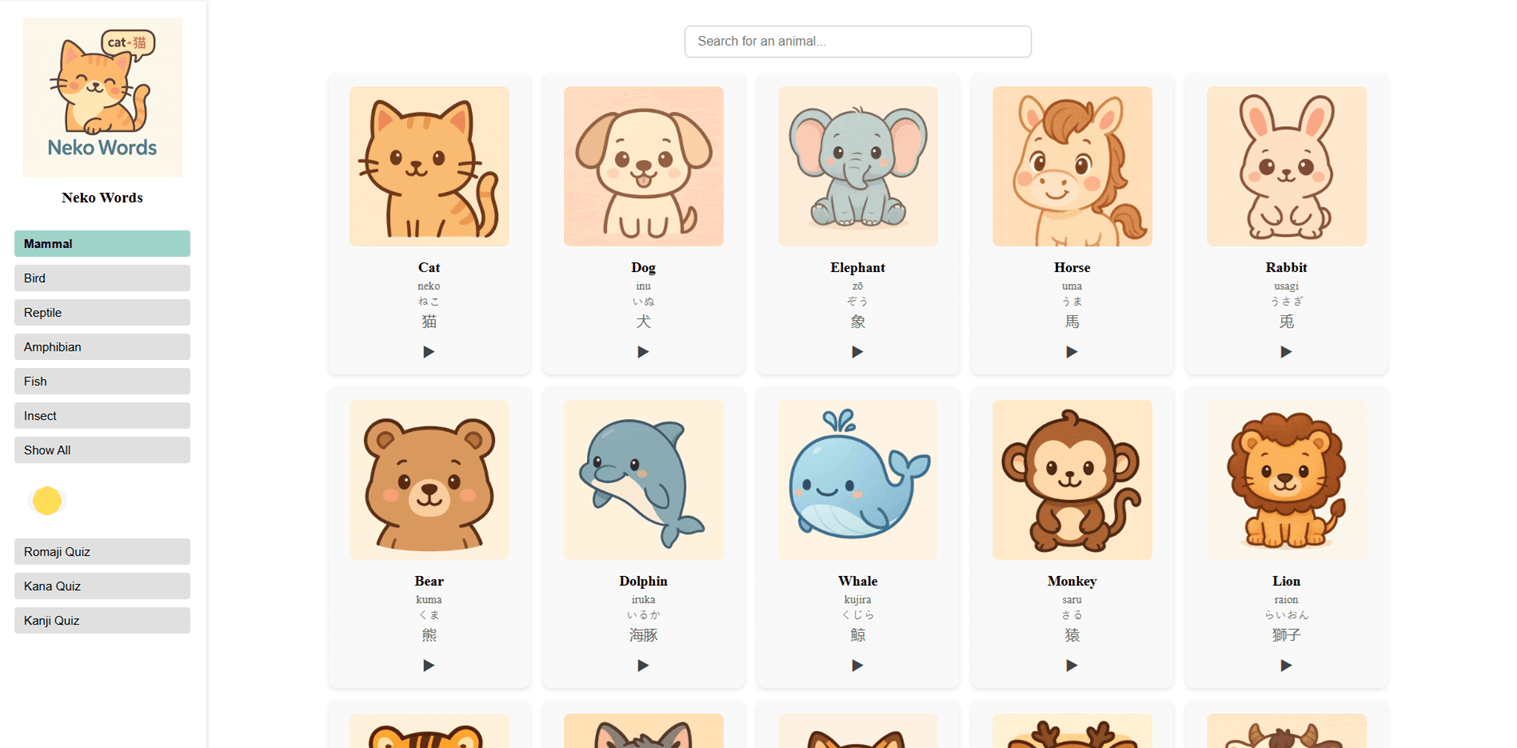 cat-猫
Neko Words
Neko Words
Mammal
Bird
Reptile
Amphibian
Fish
Insect
Show All
Romaji Quiz
Kana Quiz
Kanji Quiz
Search for an animal...
Cat
neko
ねこ
猫
Dog
inu
いぬ
犬
Elephant
zō
ぞう
象
Horse
uma
うま
馬
Rabbit
usagi
うさぎ
兎
Bear
kuma
くま
熊
Dolphin
iruka
いるか
海豚
Whale
kujira
くじら
鯨
Monkey
saru
さる
猿
Lion
raion
らいおん
獅子